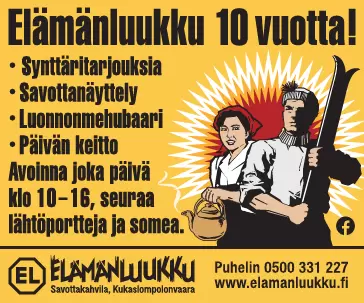 Elämänluukku 10 vuotta!
• Synttäritarjouksia
• Savottanäyttely
• Luonnonmehubaari
• Päivän keitto
Avoinna joka päivä
klo 10–16, seuraa
lähtöportteja ja somea.
EL ELÄMÄNLUUKKU
Savottakahvila, Kukaslompolonvaara
Puhelin 0500 331 227
www.elamanluukku.fi